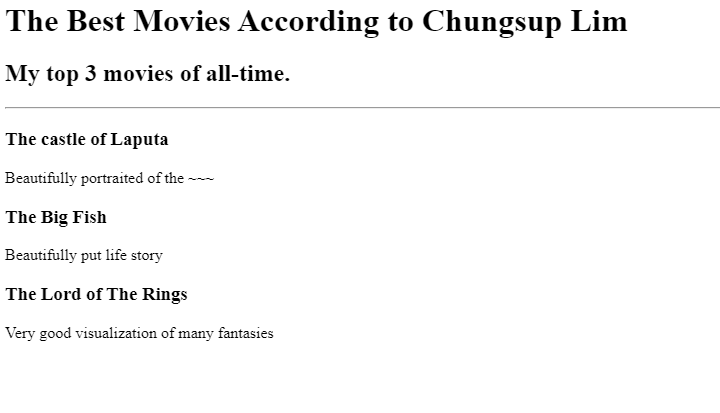 The Best Movies According to Chungsup Lim
My top 3 movies of all-time.
The castle of Laputa
Beautifully portraited of the ~~~
The Big Fish
Beautifully put life story
The Lord of The Rings
Very good visualization of many fantasies